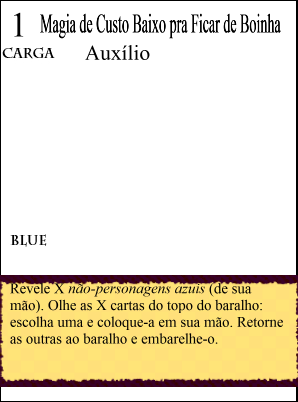 1 Magia de Custo Baixo pra Ficar de Boinha
CARGA Auxílio
BLUE
Revele X não-personagens azuis (de sua
mão). Olhe as X cartas do topo do baralho:
escolha uma e coloque-a em sua mão. Retorne
as outras ao baralho e embarelhe-o.